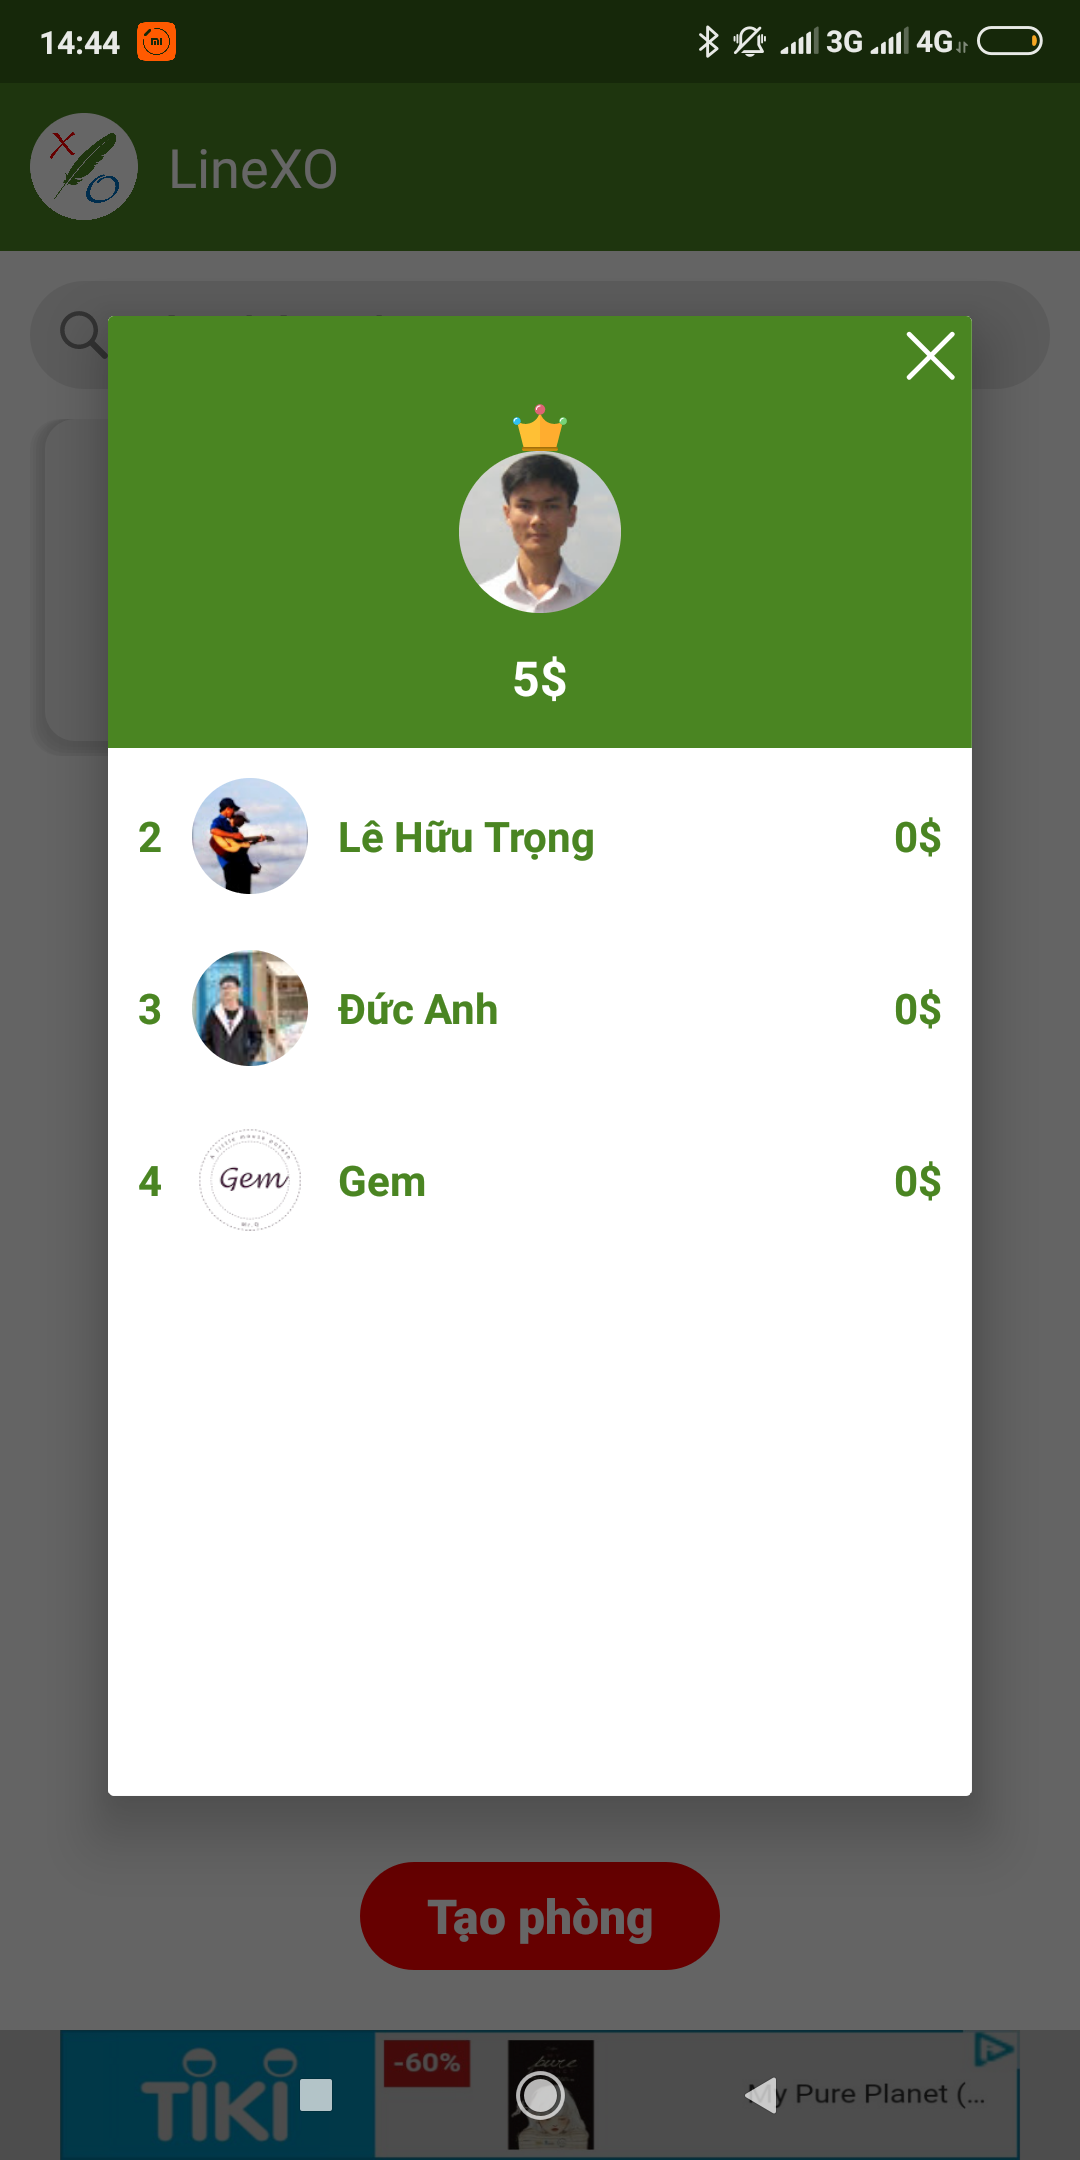 14:44
3G
4G
LineXO
5$
2 Lê Hữu Trọng 0$
3 Đức Anh 0$
4 Gem 0$
Gem
Tạo phòng
TiKi
-60%
pure
My Pure Planet (...